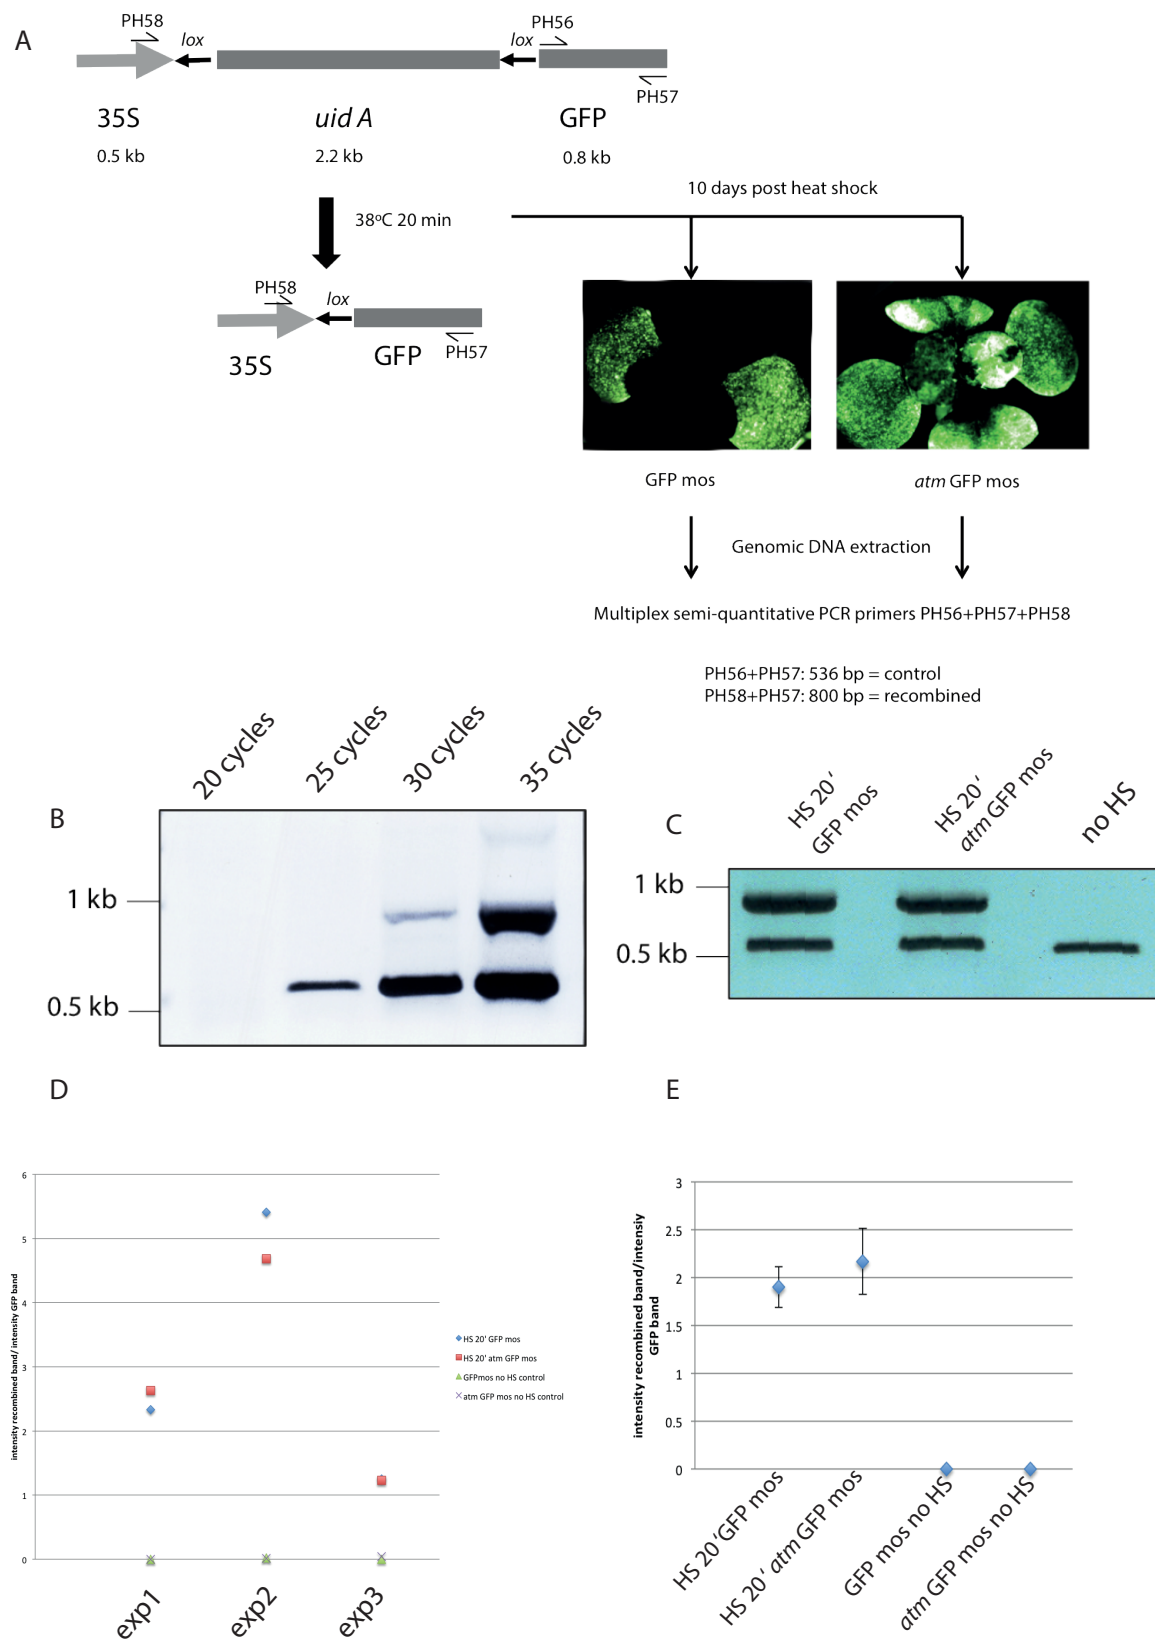 A
PH58
lox
lox
PH56
PH57
35S
uid A
GFP
0.5 kb
2.2 kb
0.8 kb
38ºC 20 min
10 days post heat shock
PH58
lox
35S
GFP
PH57
GFP mos
atm GFP mos
Genomic DNA extraction
Multiplex semi-quantitative PCR primers PH56+PH57+PH58
PH56+PH57: 536 bp = control
PH58+PH57: 800 bp = recombined
B
20 cycles
25 cycles
30 cycles
35 cycles
1 kb
0.5 kb
C
HS 20'
GFP mos
HS 20'
atm GFP mos
no HS
1 kb
0.5 kb
D
intensity recombined band/ intensity GFP band
6
5
4
3
2
1
0
exp1
exp2
exp3
HS 20' GFP mos
HS 20' atm GFP mos
GFPmos no HS control
atm GFP mos no HS control
E
intensity recombined band/intensiy
GFP band
3
2.5
2
1.5
1
0.5
0
HS 20'GFP mos
HS 20' atm GFP mos
GFP mos no HS
atm GFP mos no HS